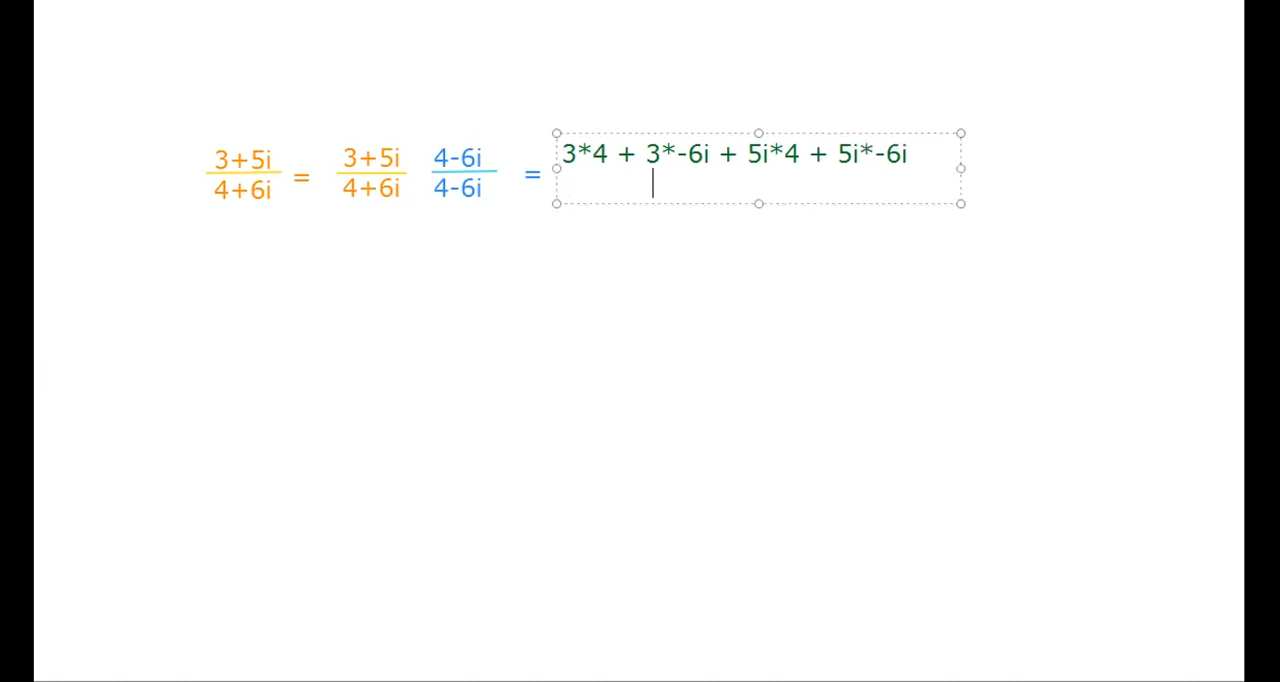 3+5i
4+6i
=
3+5i
4+6i
4-6i
4-6i
=
3*4 + 3*-6i + 5i*4 + 5i*-6i